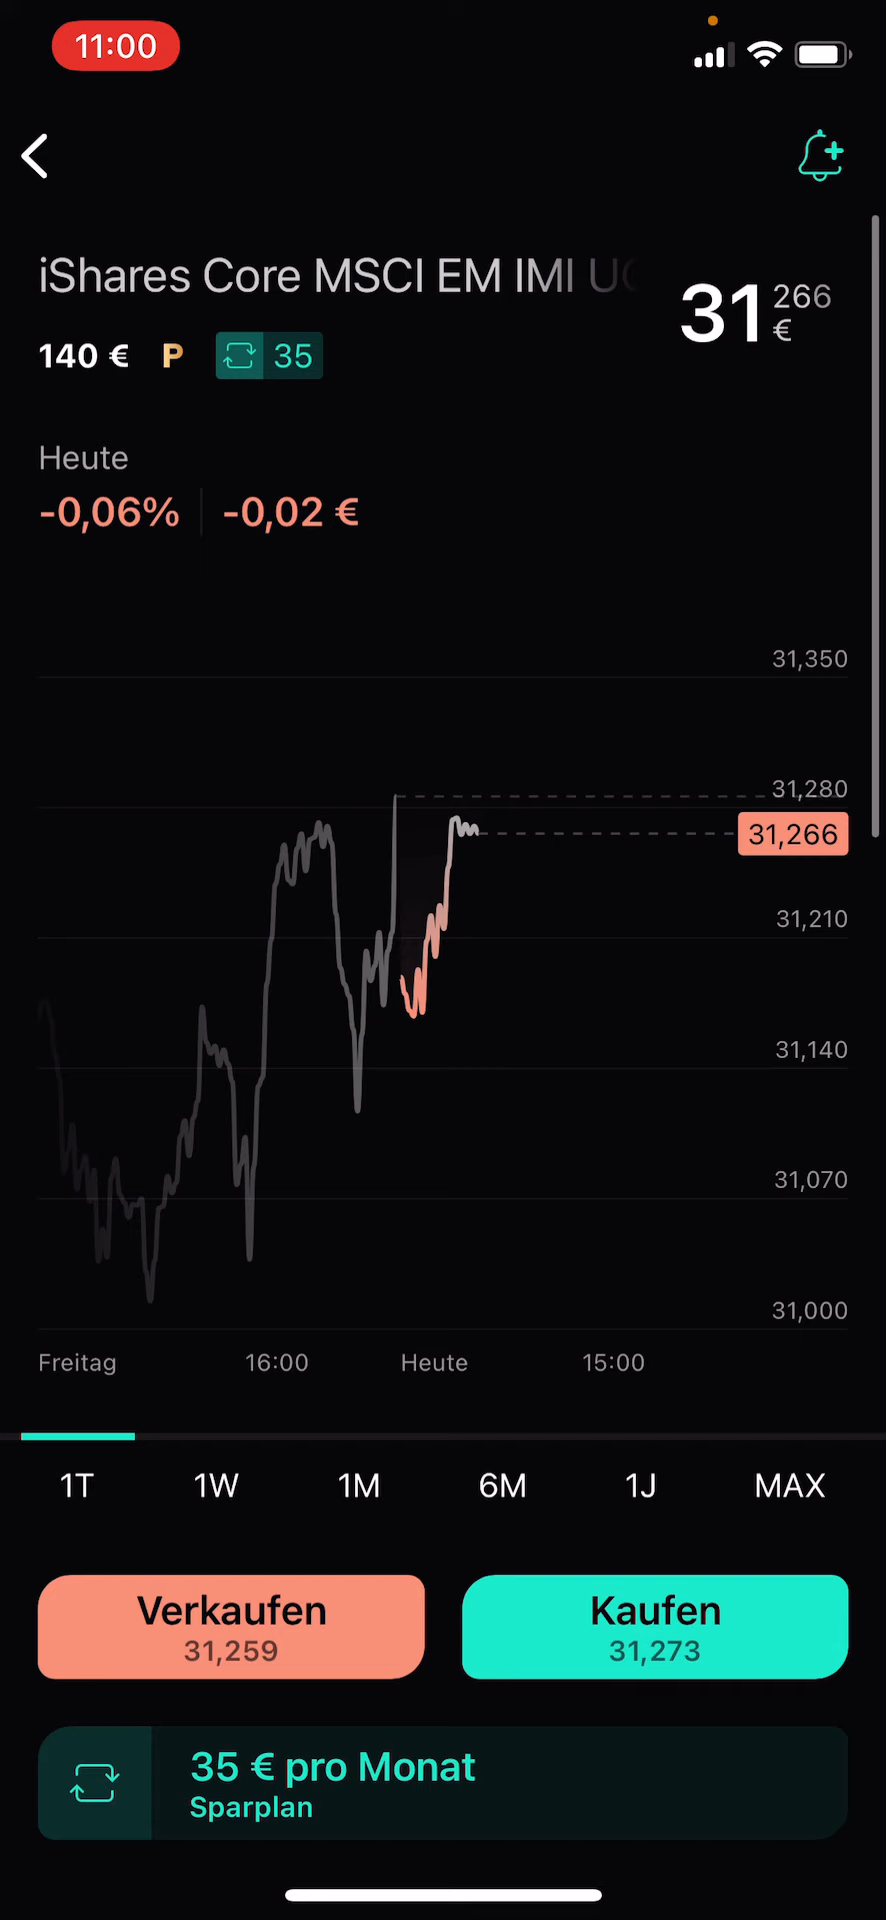 11:00
iShares Core MSCI EM IMI
31 266 €
140 € P 35
Heute
-0,06% -0,02 €
31,350
31,280
31,266
31,210
31,140
31,070
31,000
Freitag 16:00 Heute 15:00
1T 1W 1M 6M 1J MAX
Verkaufen
31,259
Kaufen
31,273
35 € pro Monat
Sparplan